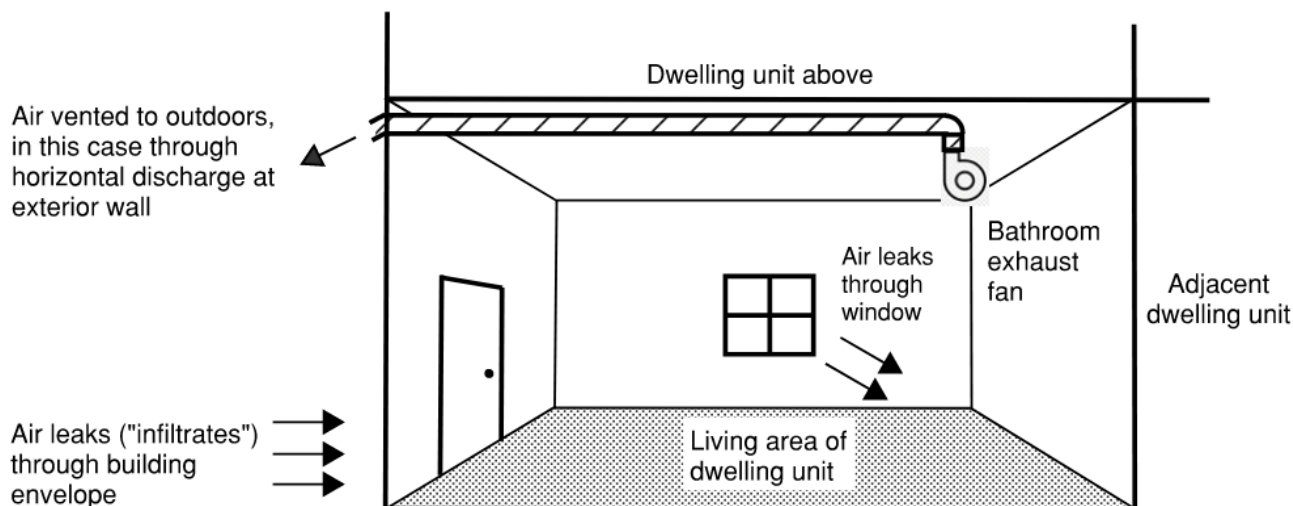 Dwelling unit above
Air vented to outdoors,
in this case through
horizontal discharge at
exterior wall
Bathroom
exhaust
fan
Air leaks
through
window
Adjacent
dwelling unit
Air leaks ("infiltrates")
through building
envelope
Living area of
dwelling unit